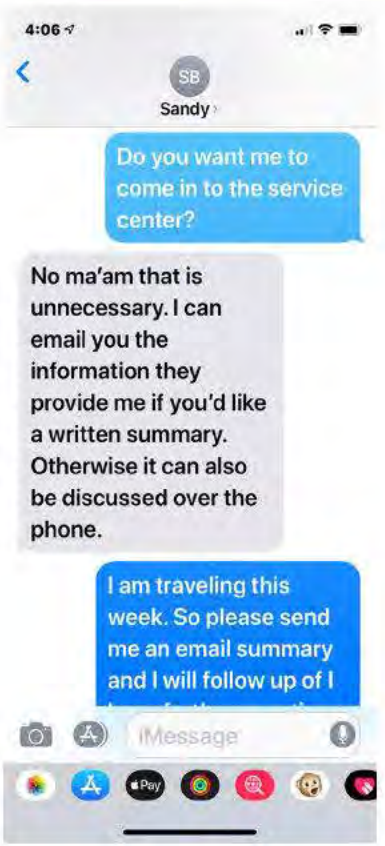 4:06
SB
Sandy
Do you want me to
come in to the service
center?
No ma'am that is
unnecessary. I can
email you the
information they
provide me if you'd like
a written summary.
Otherwise it can also
be discussed over the
phone.
I am traveling this
week. So please send
me an email summary
and I will follow up of I
iMessage
Pay